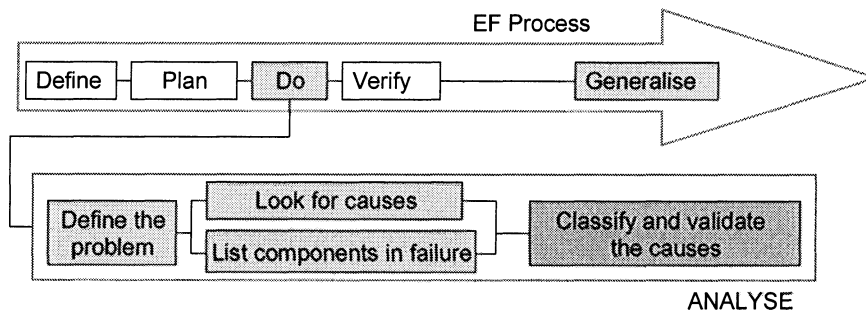 EF Process
Define
Plan
Do
Verify
Generalise
Define the
problem
Look for causes
List components in failure
Classify and validate
the causes
ANALYSE